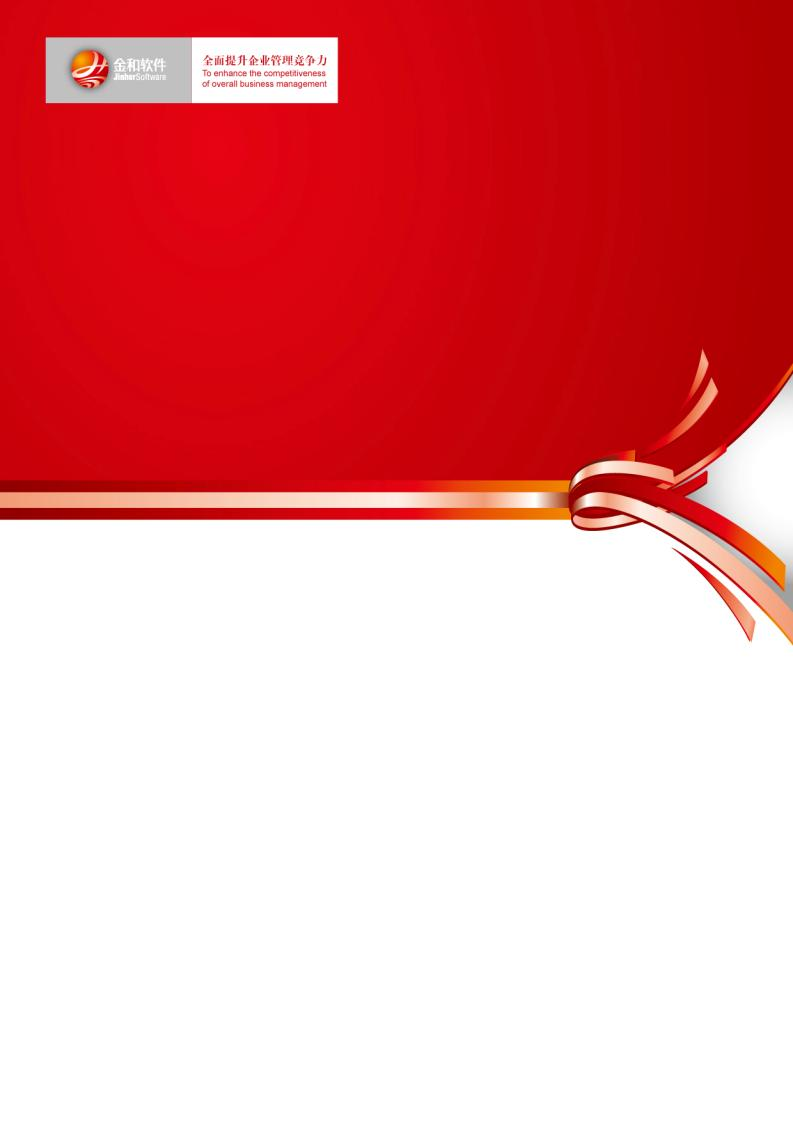 金和软件
JinherSoftware
全面提升企业管理竞争力
To enhance the competitiveness
of overall business management